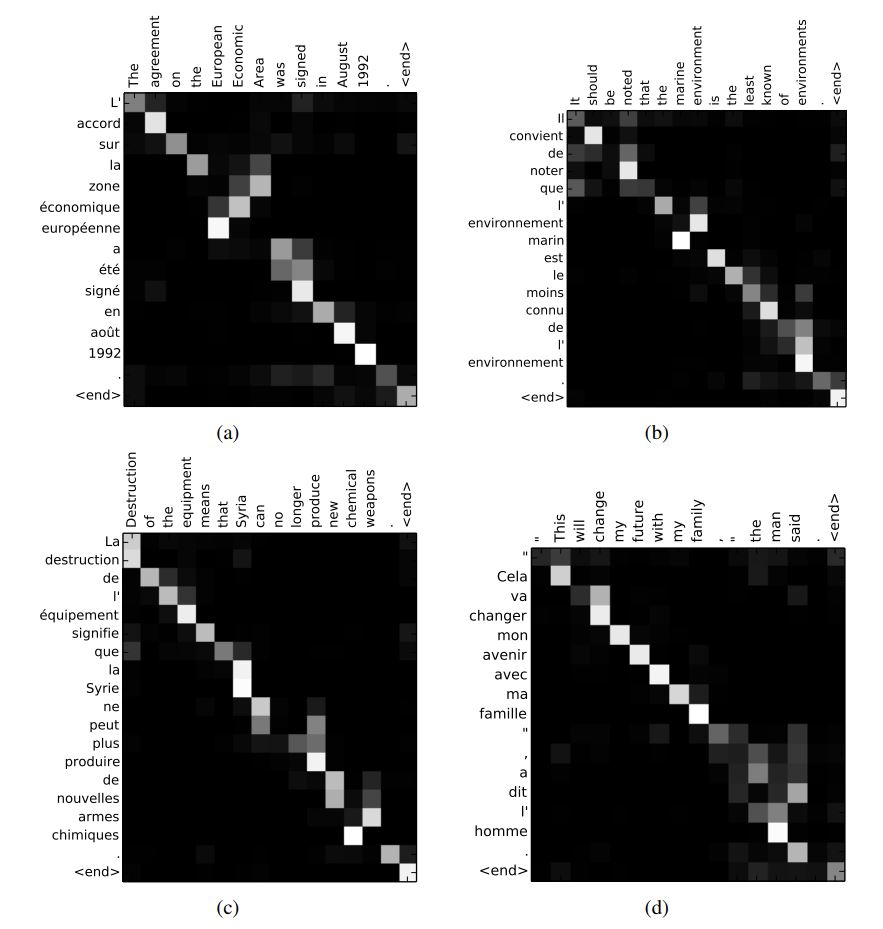 The agreement on the European Economic Area was signed in August 1992 . <end>
L'
accord
sur
la
zone
économique
européenne
a
été
signé
en
août
1992
.
<end>
(a)
It should be noted that the marine environment is the least known of environments . <end>
Il
convient
de
noter
que
l'
environnement
marin
est
le
moins
connu
de
l'
environnement
.
<end>
(b)
Destruction of the equipment means that Syria can no longer produce new chemical weapons . <end>
La
destruction
de
l'
équipement
signifie
que
la
Syrie
ne
peut
plus
produire
de
nouvelles
armes
chimiques
.
<end>
(c)
" This will change my future with my family , " the man said . <end>
"
Cela
va
changer
mon
avenir
avec
ma
famille
"
,
a
dit
l'
homme
.
<end>
(d)